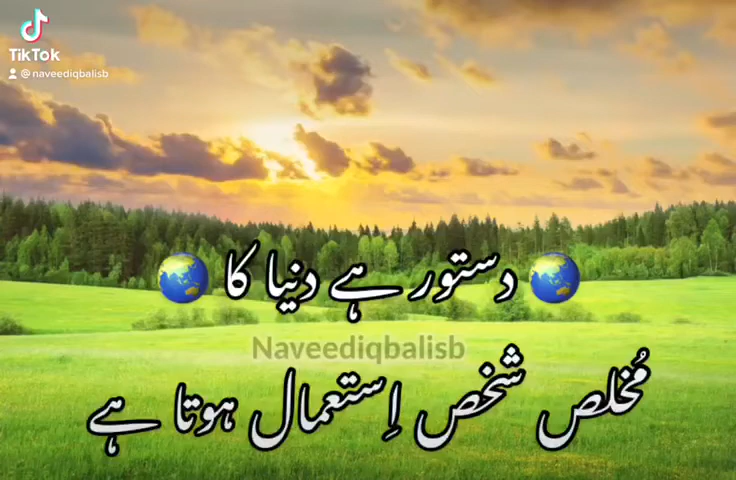 TikTok
@naveediqbalisb
🌏 دستور ہے دنیا کا 🌏
Naveediqbalisb
مُخلص شخص اِستعمال ہوتا ہے